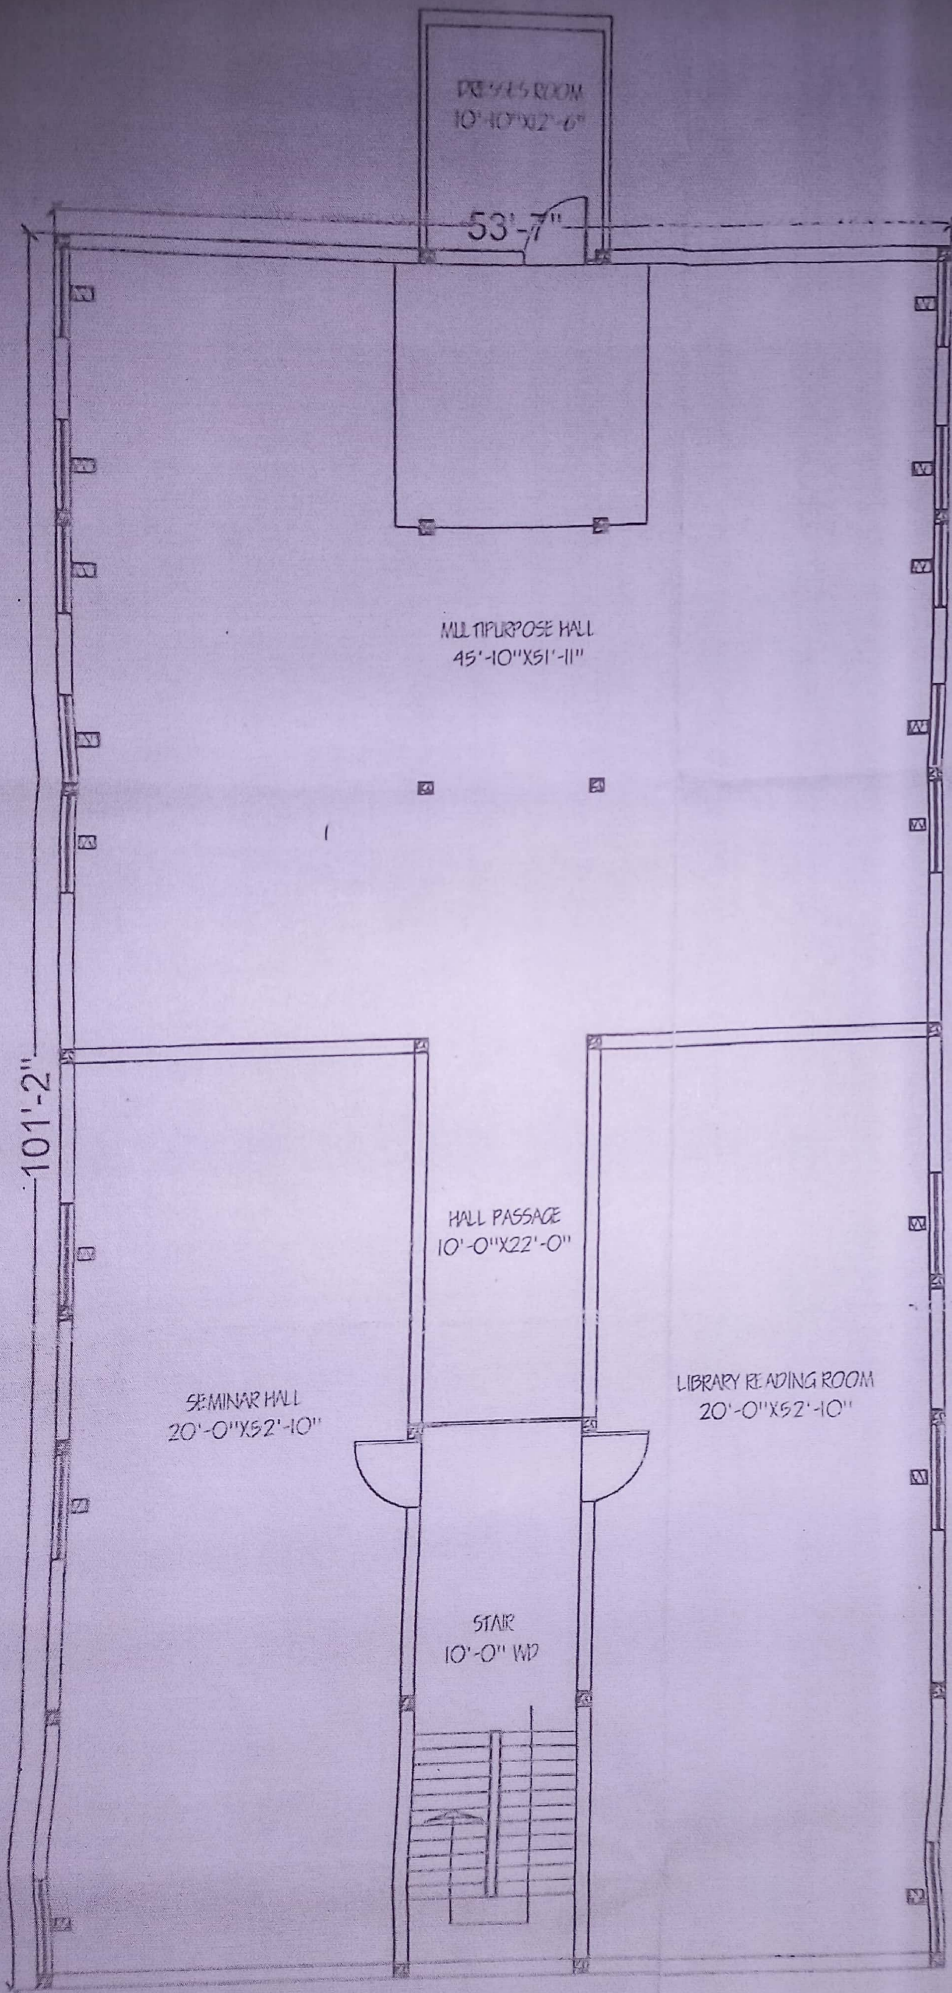 DRESSES ROOM
10'-10"X12'-6"
53'-7"
W
W
W
W
W
W
W
W
W
W
MULTIPURPOSE HALL
45'-10"X51'-11"
101'-2"
HALL PASSAGE
10'-0"X22'-0"
W
W
SEMINAR HALL
20'-0"X52'-10"
LIBRARY READING ROOM
20'-0"X52'-10"
W
W
STAIR
10'-0" WD
W
W